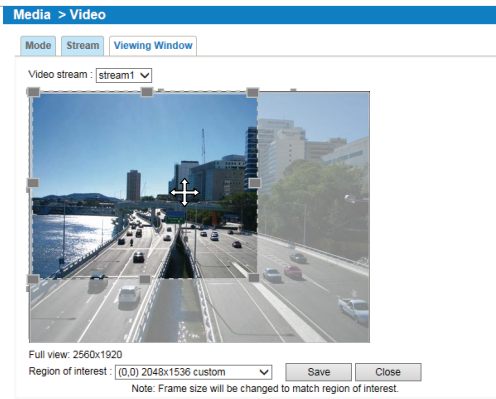 Media > Video
Mode Stream Viewing Window
Video stream : stream1
Full view: 2560x1920
Region of interest : (0,0) 2048x1536 custom Save Close
Note: Frame size will be changed to match region of interest.